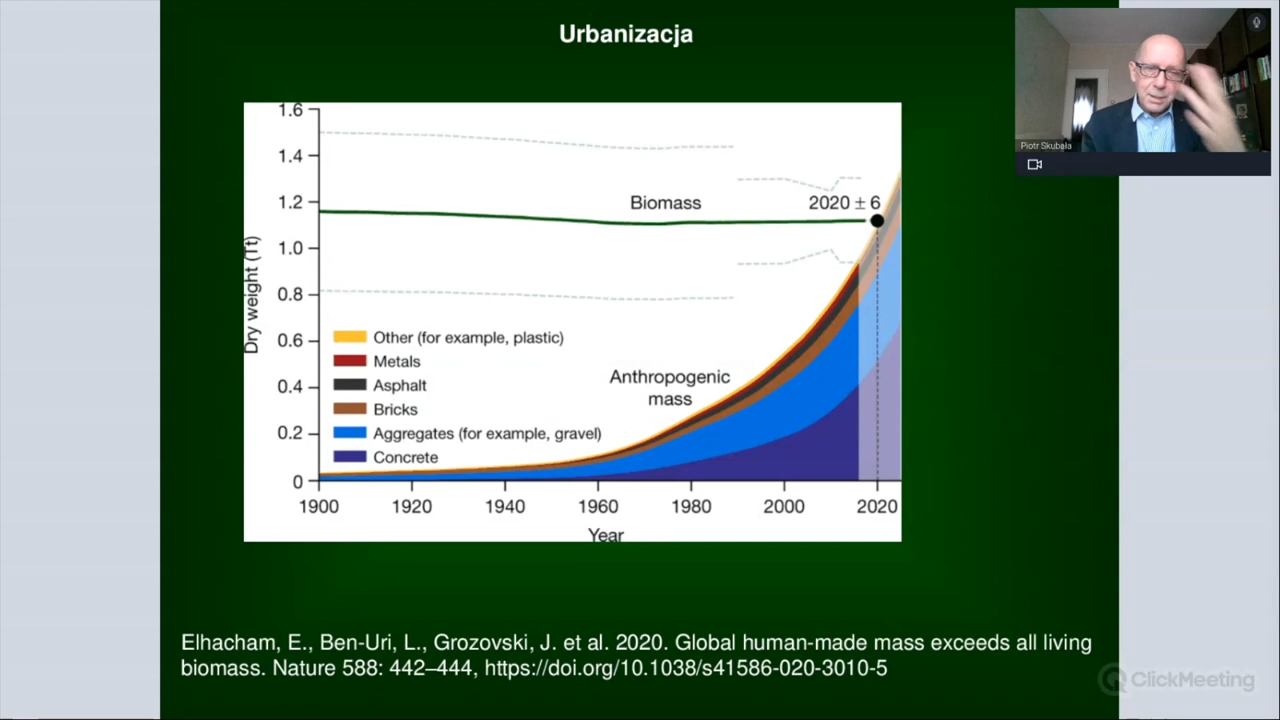 Urbanizacja
Piotr Skubała
1.6
1.4
1.2
1.0
0.8
0.6
0.4
0.2
0
Dry weight (Tt)
Biomass
2020 ± 6
Other (for example, plastic)
Metals
Asphalt
Bricks
Aggregates (for example, gravel)
Concrete
Anthropogenic
mass
1900 1920 1940 1960 1980 2000 2020
Year
Elhacham, E., Ben-Uri, L., Grozovski, J. et al. 2020. Global human-made mass exceeds all living
biomass. Nature 588: 442–444, https://doi.org/10.1038/s41586-020-3010-5
ClickMeeting